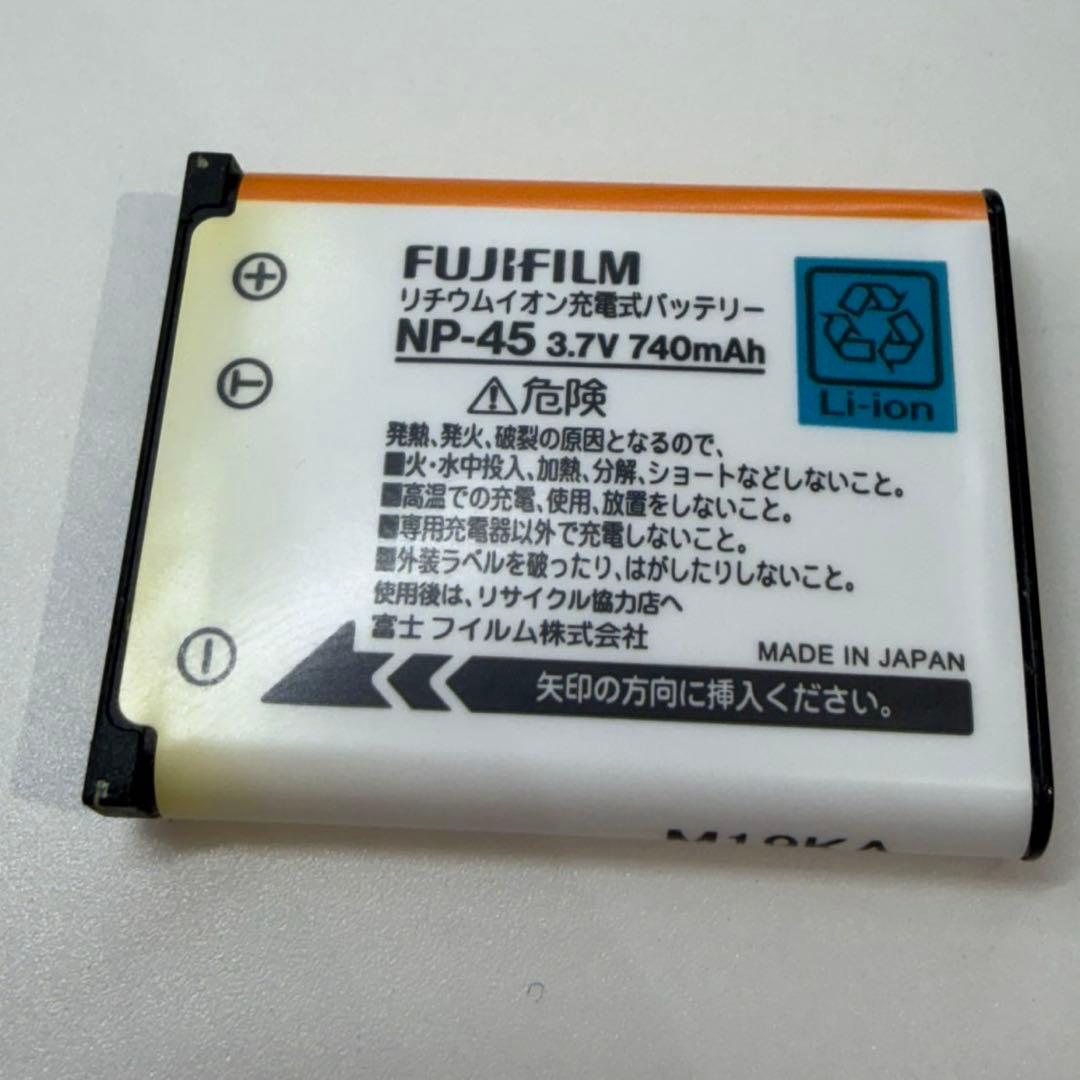 FUJIFILM
リチウムイオン充電式バッテリー
NP-45 3.7V 740mAh
Li-ion
⚠危険
発熱、発火、破裂の原因となるので、
■火・水中投入、加熱、分解、ショートなどしないこと。
■高温での充電、使用、放置をしないこと。
■専用充電器以外で充電しないこと。
■外装ラベルを破ったり、はがしたりしないこと。
使用後は、リサイクル協力店へ
富士フイルム株式会社
MADE IN JAPAN
矢印の方向に挿入ください。
+
T
−